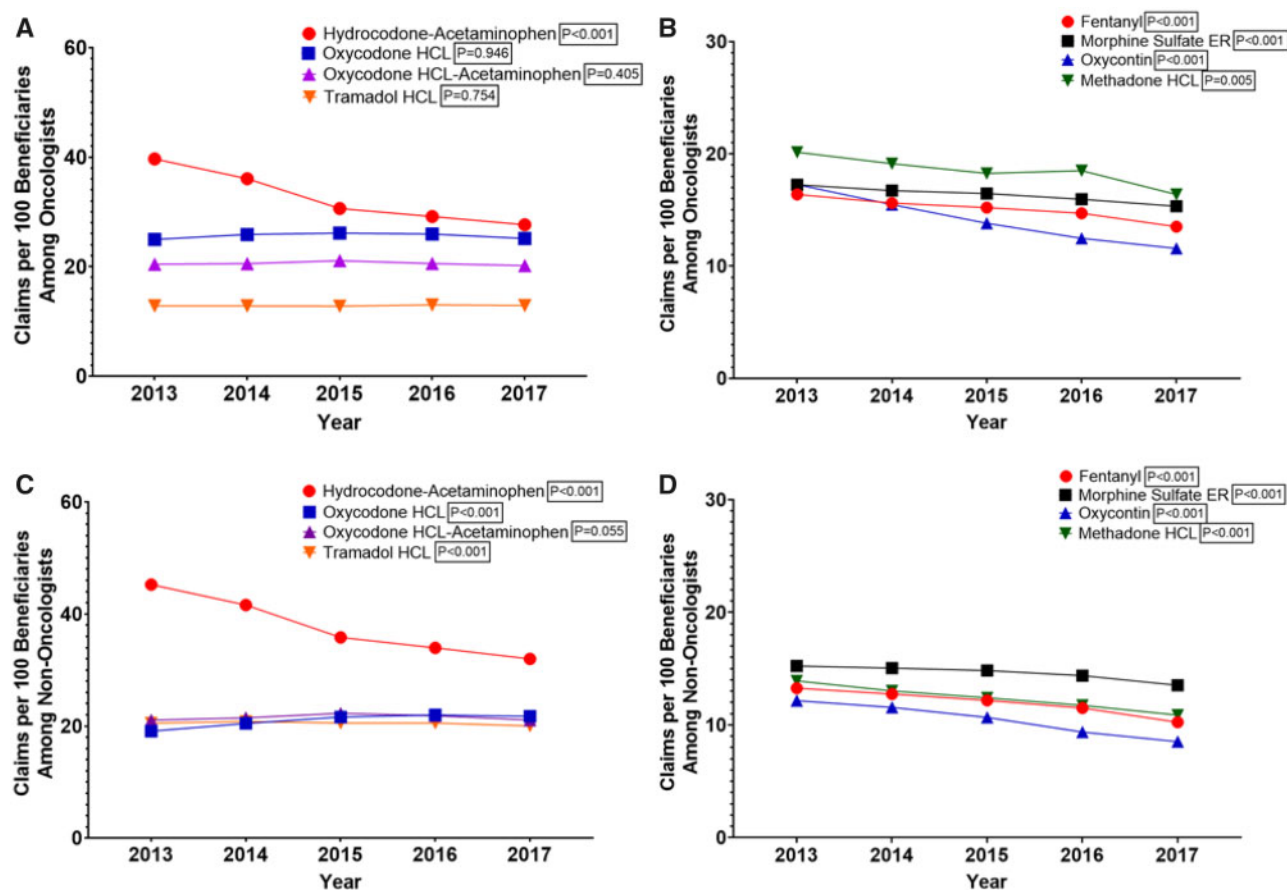 A
Hydrocodone-Acetaminophen P<0.001
Oxycodone HCL P=0.946
Oxycodone HCL-Acetaminophen P=0.405
Tramadol HCL P=0.754
Claims per 100 Beneficiaries
Among Oncologists
60
40
20
0
2013 2014 2015 2016 2017
Year
B
Fentanyl P<0.001
Morphine Sulfate ER P<0.001
Oxycontin P<0.001
Methadone HCL P=0.005
Claims per 100 Beneficiaries
Among Oncologists
30
20
10
0
2013 2014 2015 2016 2017
Year
C
Hydrocodone-Acetaminophen P<0.001
Oxycodone HCL P<0.001
Oxycodone HCL-Acetaminophen P=0.055
Tramadol HCL P<0.001
Claims per 100 Beneficiaries
Among Non-Oncologists
60
40
20
0
2013 2014 2015 2016 2017
Year
D
Fentanyl P<0.001
Morphine Sulfate ER P<0.001
Oxycontin P<0.001
Methadone HCL P<0.001
Claims per 100 Beneficiaries
Among Non-Oncologists
30
20
10
0
2013 2014 2015 2016 2017
Year